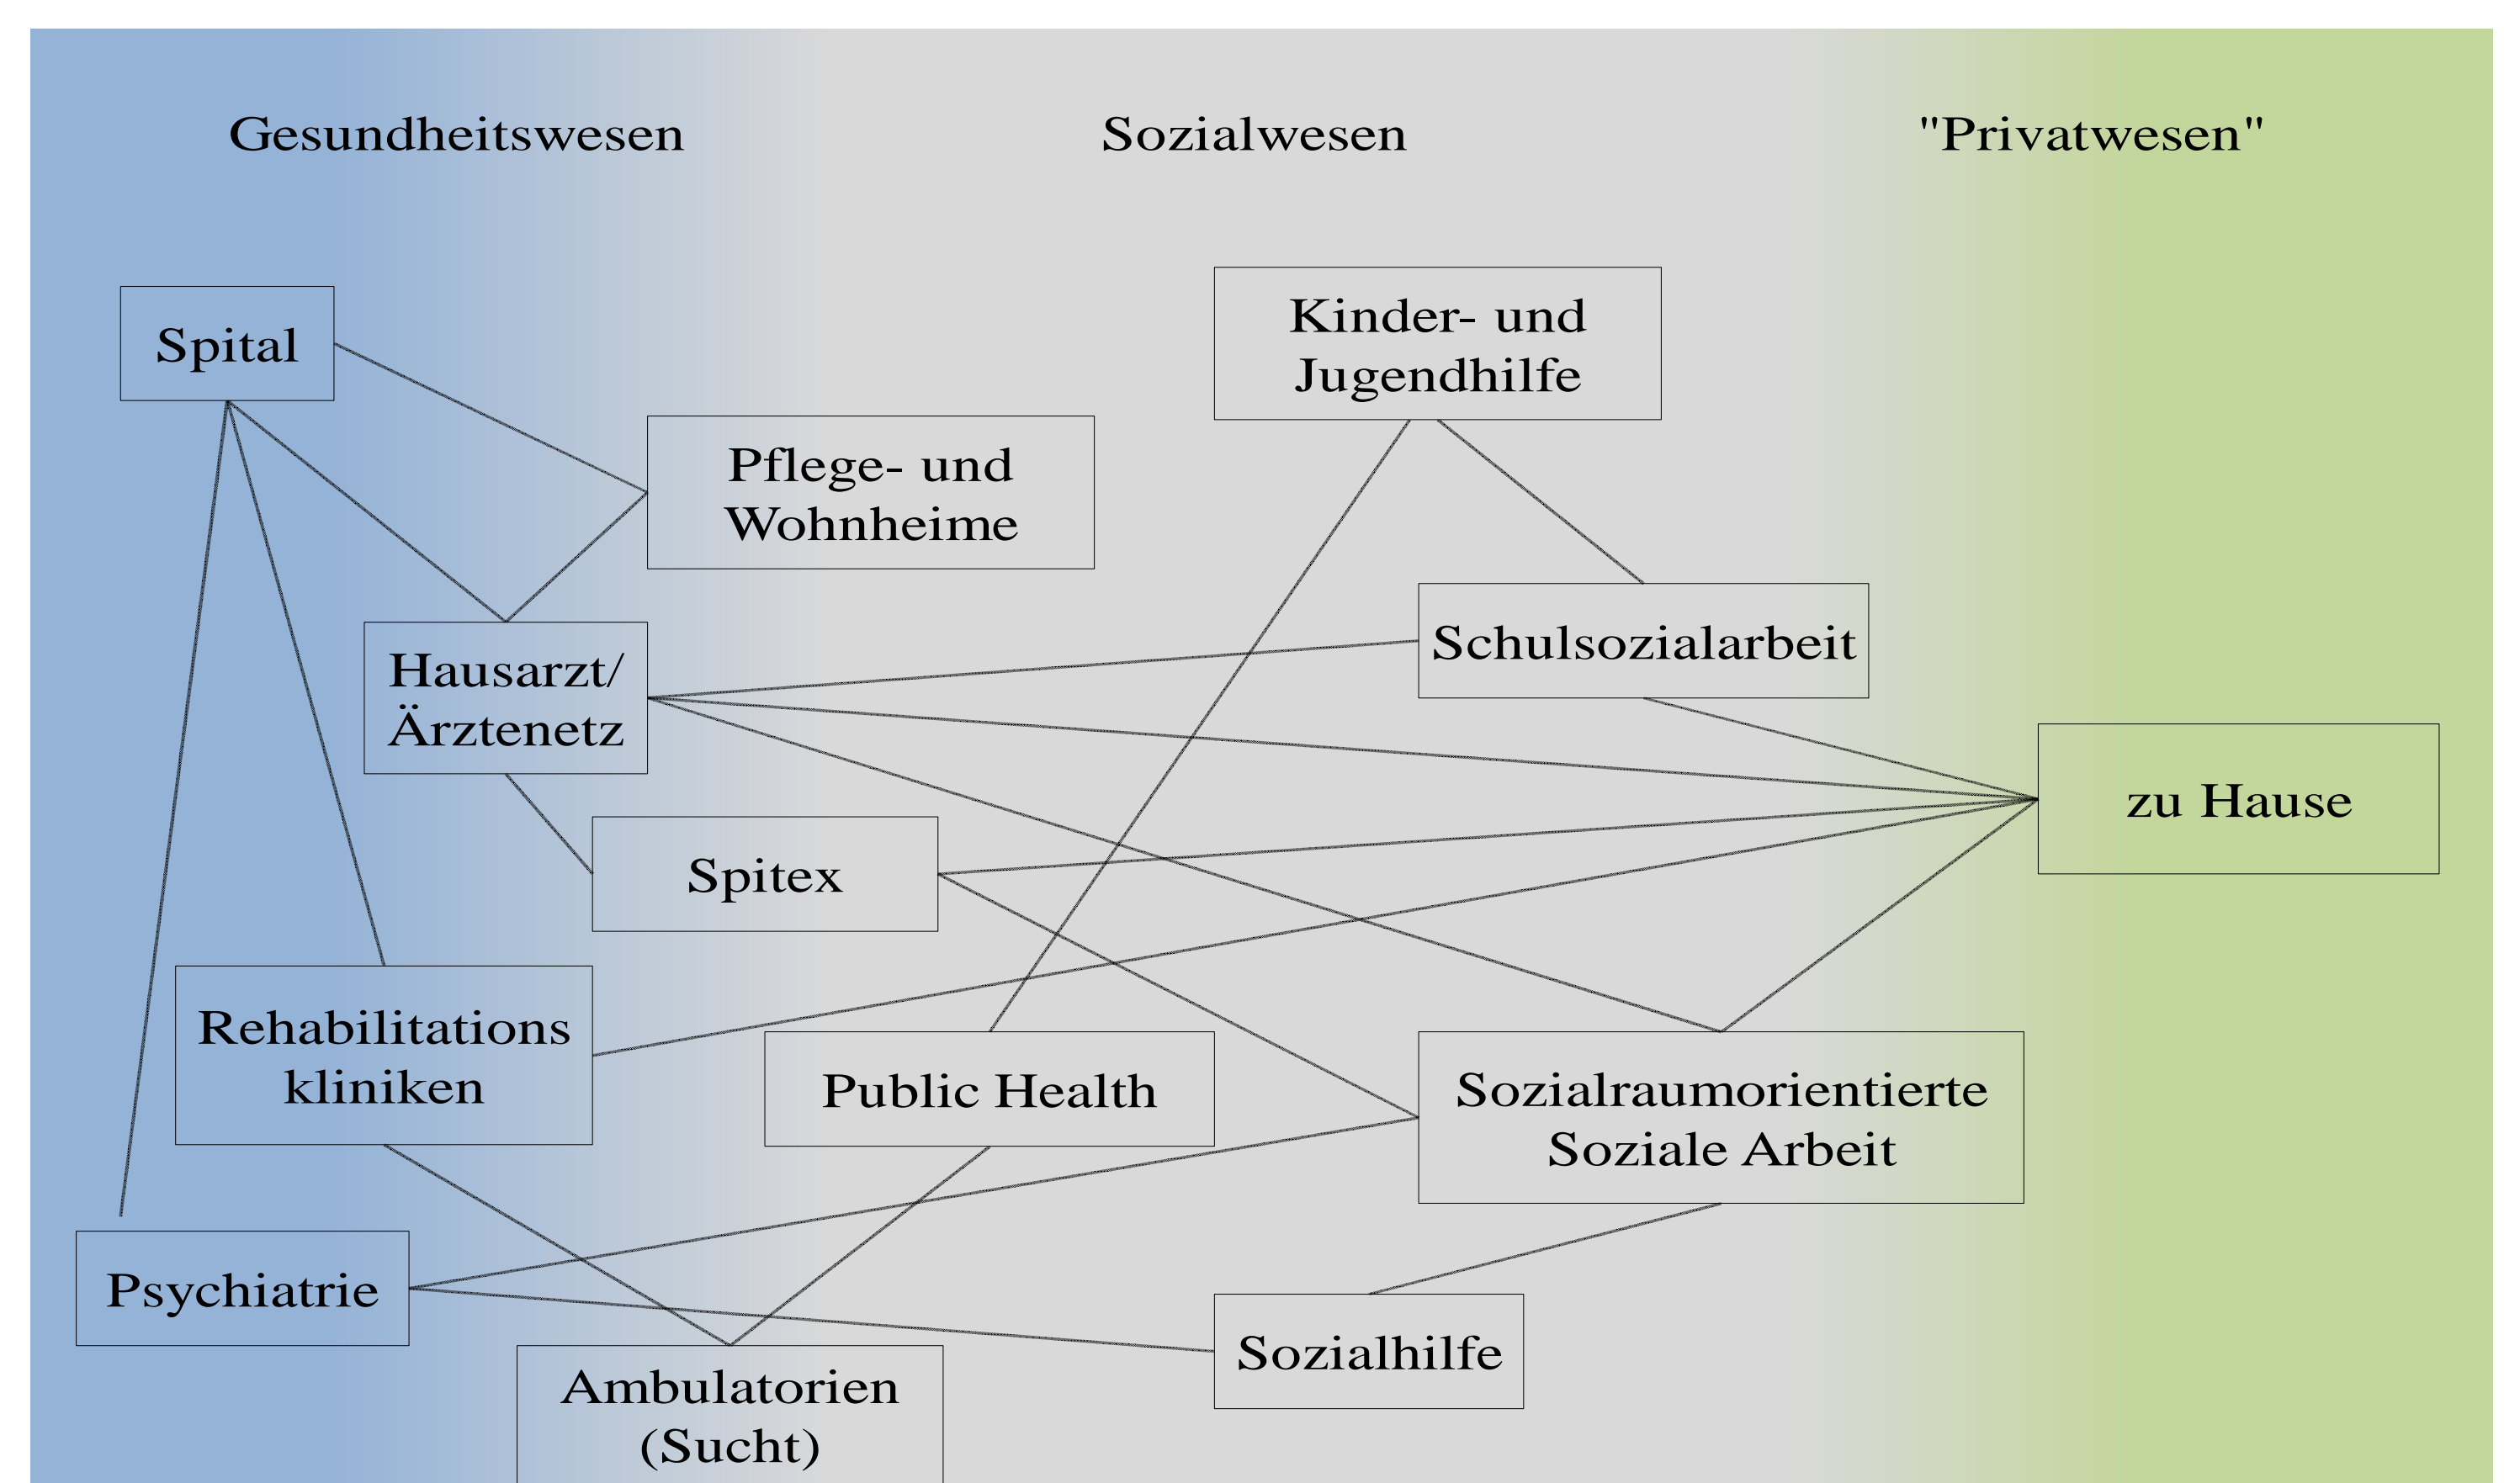 Gesundheitswesen
Sozialwesen
"Privatwesen"
Spital
Kinder- und
Jugendhilfe
Pflege- und
Wohnheime
Hausarzt/
Ärztenetz
Schulsozialarbeit
zu Hause
Spitex
Rehabilitations
kliniken
Public Health
Sozialraumorientierte
Soziale Arbeit
Psychiatrie
Sozialhilfe
Ambulatorien
(Sucht)